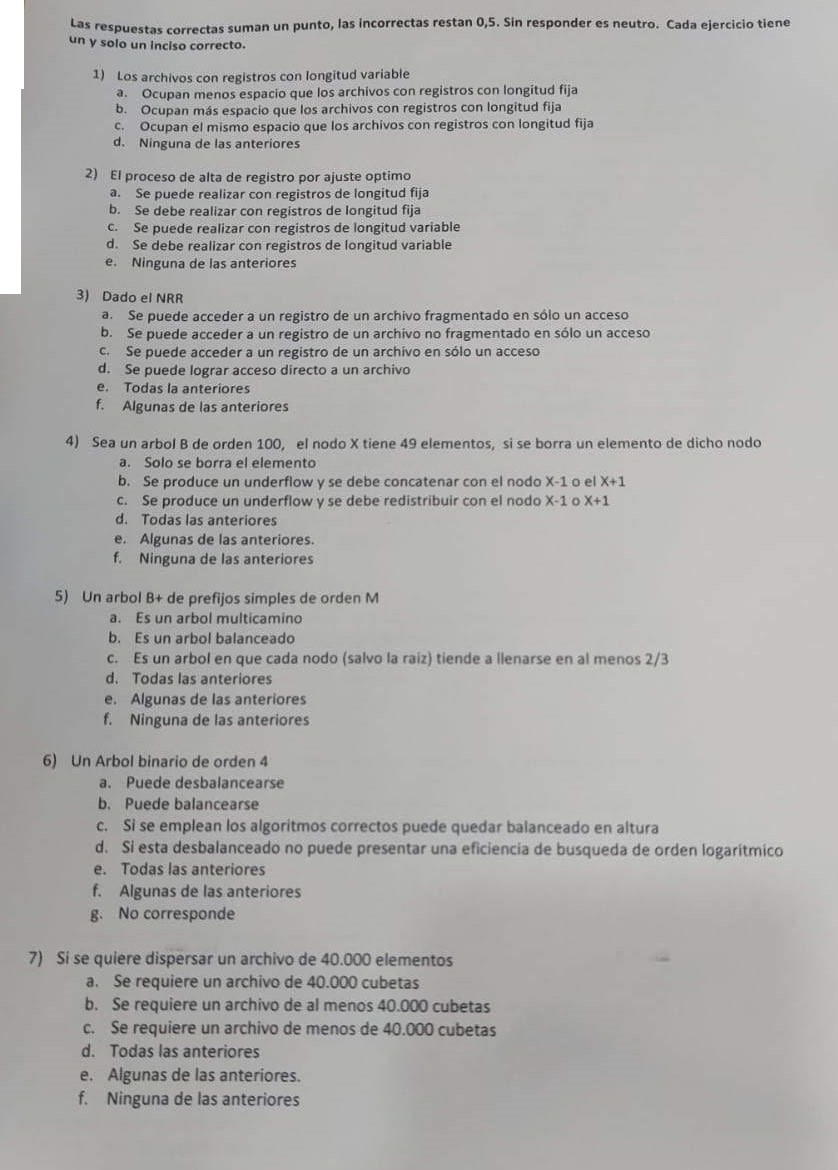 Las respuestas correctas suman un punto, las incorrectas restan 0,5. Sin responder es neutro. Cada ejercicio tiene
un y solo un inciso correcto.
1) Los archivos con registros con longitud variable
a. Ocupan menos espacio que los archivos con registros con longitud fija
b. Ocupan más espacio que los archivos con registros con longitud fija
c. Ocupan el mismo espacio que los archivos con registros con longitud fija
d. Ninguna de las anteriores
2) El proceso de alta de registro por ajuste optimo
a. Se puede realizar con registros de longitud fija
b. Se debe realizar con registros de longitud fija
c. Se puede realizar con registros de longitud variable
d. Se debe realizar con registros de longitud variable
e. Ninguna de las anteriores
3) Dado el NRR
a. Se puede acceder a un registro de un archivo fragmentado en sólo un acceso
b. Se puede acceder a un registro de un archivo no fragmentado en sólo un acceso
c. Se puede acceder a un registro de un archivo en sólo un acceso
d. Se puede lograr acceso directo a un archivo
e. Todas la anteriores
f. Algunas de las anteriores
4) Sea un arbol B de orden 100, el nodo X tiene 49 elementos, si se borra un elemento de dicho nodo
a. Solo se borra el elemento
b. Se produce un underflow y se debe concatenar con el nodo X-1 o el X+1
c. Se produce un underflow y se debe redistribuir con el nodo X-1 o X+1
d. Todas las anteriores
e. Algunas de las anteriores.
f. Ninguna de las anteriores
5) Un arbol B+ de prefijos simples de orden M
a. Es un arbol multicamino
b. Es un arbol balanceado
c. Es un arbol en que cada nodo (salvo la raiz) tiende a llenarse en al menos 2/3
d. Todas las anteriores
e. Algunas de las anteriores
f. Ninguna de las anteriores
6) Un Arbol binario de orden 4
a. Puede desbalancearse
b. Puede balancearse
c. Si se emplean los algoritmos correctos puede quedar balanceado en altura
d. Si esta desbalanceado no puede presentar una eficiencia de busqueda de orden logaritmico
e. Todas las anteriores
f. Algunas de las anteriores
g. No corresponde
7) Si se quiere dispersar un archivo de 40.000 elementos
a. Se requiere un archivo de 40.000 cubetas
b. Se requiere un archivo de al menos 40.000 cubetas
c. Se requiere un archivo de menos de 40.000 cubetas
d. Todas las anteriores
e. Algunas de las anteriores.
f. Ninguna de las anteriores